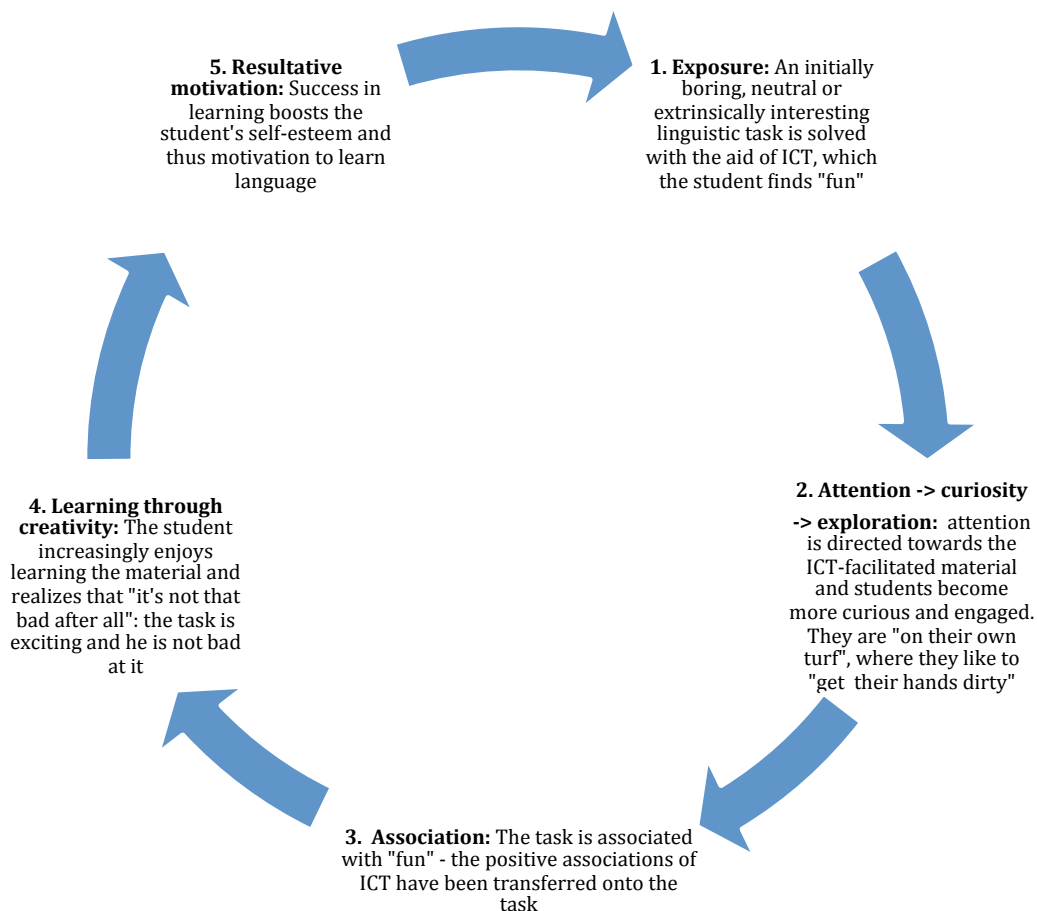 1. Exposure: An initially
boring, neutral or
extrinsically interesting
linguistic task is solved
with the aid of ICT, which
the student finds "fun"
2. Attention -> curiosity
-> exploration:  attention
is directed towards the
ICT-facilitated material
and students become
more curious and engaged.
They are "on their own
turf", where they like to
"get  their hands dirty"
3.  Association: The task is associated
with "fun" - the positive associations of
ICT have been transferred onto the
task
4. Learning through
creativity: The student
increasingly enjoys
learning the material and
realizes that "it's not that
bad after all": the task is
exciting and he is not bad
at it
5. Resultative
motivation: Success in
learning boosts the
student's self-esteem and
thus motivation to learn
language